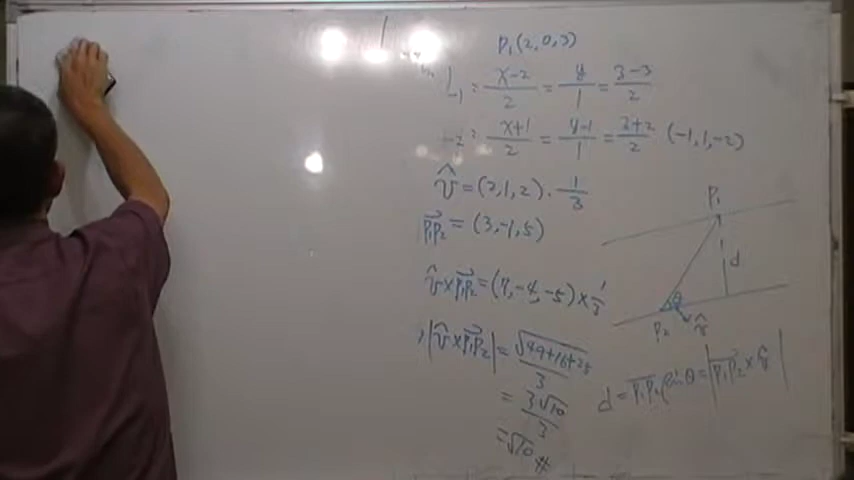 P₁(2,0,3)
L₁ : x-2/2 = y/1 = 3-3/2
L₂ : x+1/2 = y-1/1 = 3+2/2 (-1,1,-2)
v̂ = (2,1,2)·1/3
P₁P₂ = (3,-1,5)
v̂×P₁P₂ = (7,-4,-5)×1/3
|v̂×P₁P₂| = √49+16+25/3
= 3√10/3
= √10 #
P₁
d
θ
P₂
v̂
d = P₁P₂ sinθ = |P₁P₂×v̂|